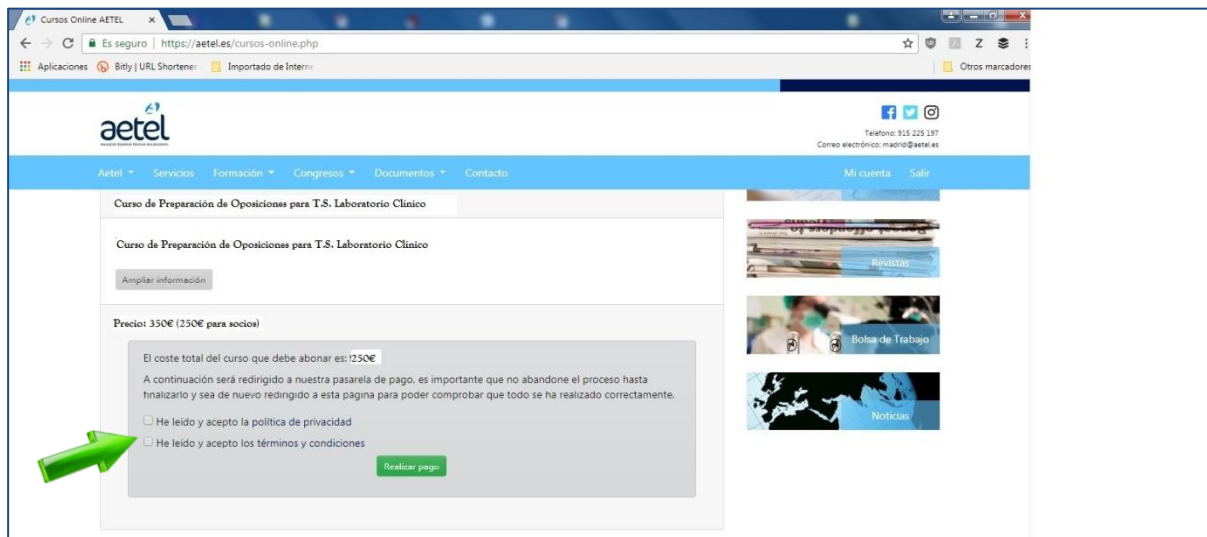 Cursos Online AETEL
Es seguro | https://aetel.es/cursos-online.php
Aplicaciones Bitly | URL Shortener Importado de Interne Otros marcadores
aetel
Telefono: 915 225 197
Correo electrónico: madrid@aetel.es
Aetel Servicios Formación Congresos Documentos Contacto Mi cuenta Salir
Curso de Preparación de Oposiciones para T.S. Laboratorio Clínico
Curso de Preparación de Oposiciones para T.S. Laboratorio Clínico
Ampliar información
Precio: 350€ (250€ para socios)
El coste total del curso que debe abonar es: 250€
A continuación será redirigido a nuestra pasarela de pago, es importante que no abandone el proceso hasta
finalizarlo y sea de nuevo redirigido a esta página para poder comprobar que todo se ha realizado correctamente.
He leído y acepto la política de privacidad
He leído y acepto los términos y condiciones
Realizar pago
Revistas
Bolsa de Trabajo
Noticias